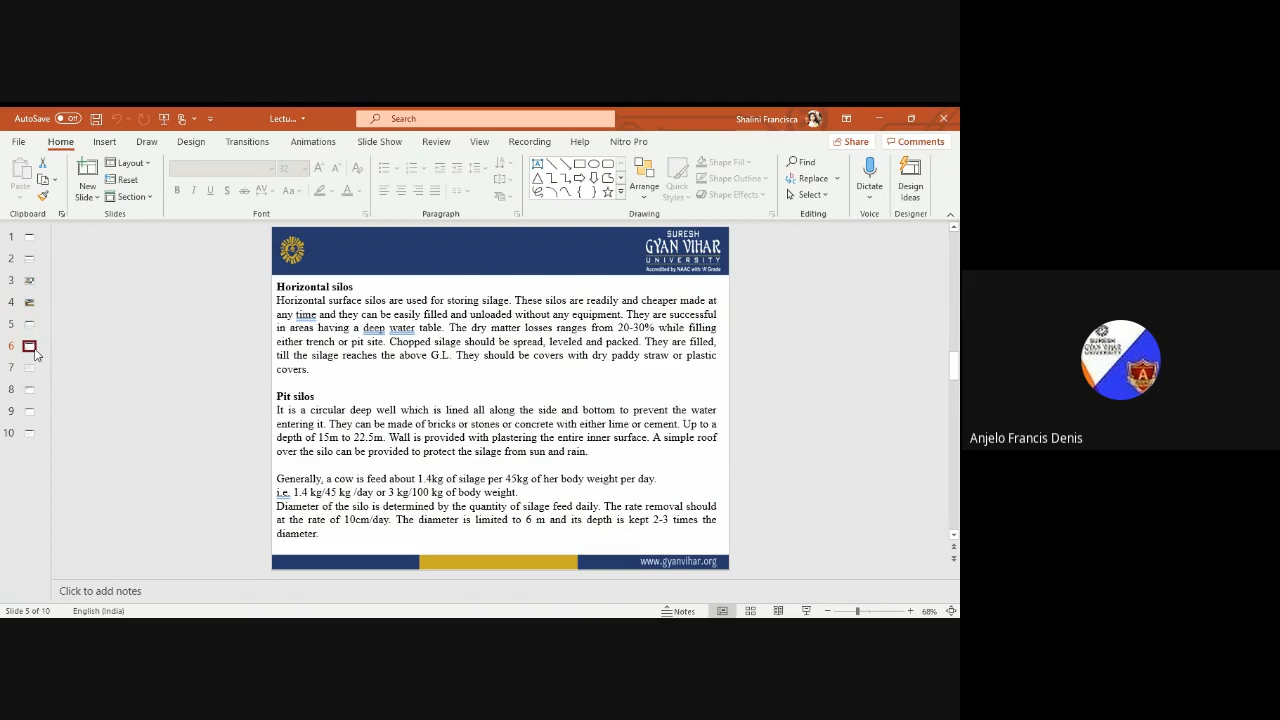 AutoSave Off Lectu... Search Shalini Francisca
File Home Insert Draw Design Transitions Animations Slide Show Review View Recording Help Nitro Pro Share Comments
Paste New Slide Layout Reset Section 32 Arrange Quick Styles Shape Fill Shape Outline Shape Effects Find Replace Select Dictate Design Ideas
Clipboard Slides Font Paragraph Drawing Editing Voice Designer
1
2
3
4
5
6
7
8
9
10
SURESH
GYAN VIHAR
UNIVERSITY
Accredited by NAAC with 'A' Grade
Horizontal silos
Horizontal surface silos are used for storing silage. These silos are readily and cheaper made at
any time and they can be easily filled and unloaded without any equipment. They are successful
in areas having a deep water table. The dry matter losses ranges from 20-30% while filling
either trench or pit site. Chopped silage should be spread, leveled and packed. They are filled,
till the silage reaches the above G.L. They should be covers with dry paddy straw or plastic
covers.
Pit silos
It is a circular deep well which is lined all along the side and bottom to prevent the water
entering it. They can be made of bricks or stones or concrete with either lime or cement. Up to a
depth of 15m to 22.5m. Wall is provided with plastering the entire inner surface. A simple roof
over the silo can be provided to protect the silage from sun and rain.
Generally, a cow is feed about 1.4kg of silage per 45kg of her body weight per day.
i.e. 1.4 kg/45 kg /day or 3 kg/100 kg of body weight.
Diameter of the silo is determined by the quantity of silage feed daily. The rate removal should
at the rate of 10cm/day. The diameter is limited to 6 m and its depth is kept 2-3 times the
diameter.
www.gyanvihar.org
Click to add notes
Slide 5 of 10 English (India) Notes 68%
SURESH
GYAN VIHAR
UNIVERSITY
A
Anjelo Francis Denis